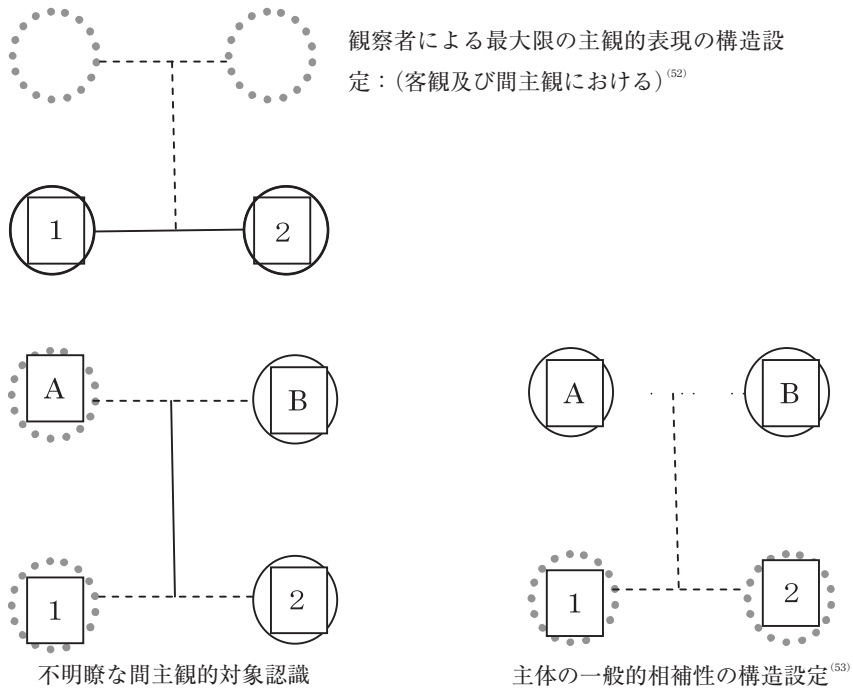 観察者による最大限の主観的表現の構造設
定：（客観及び間主観における）(52)
1
2
A
B
1
2
不明瞭な間主観的対象認識
A
B
1
2
主体の一般的相補性の構造設定(53)